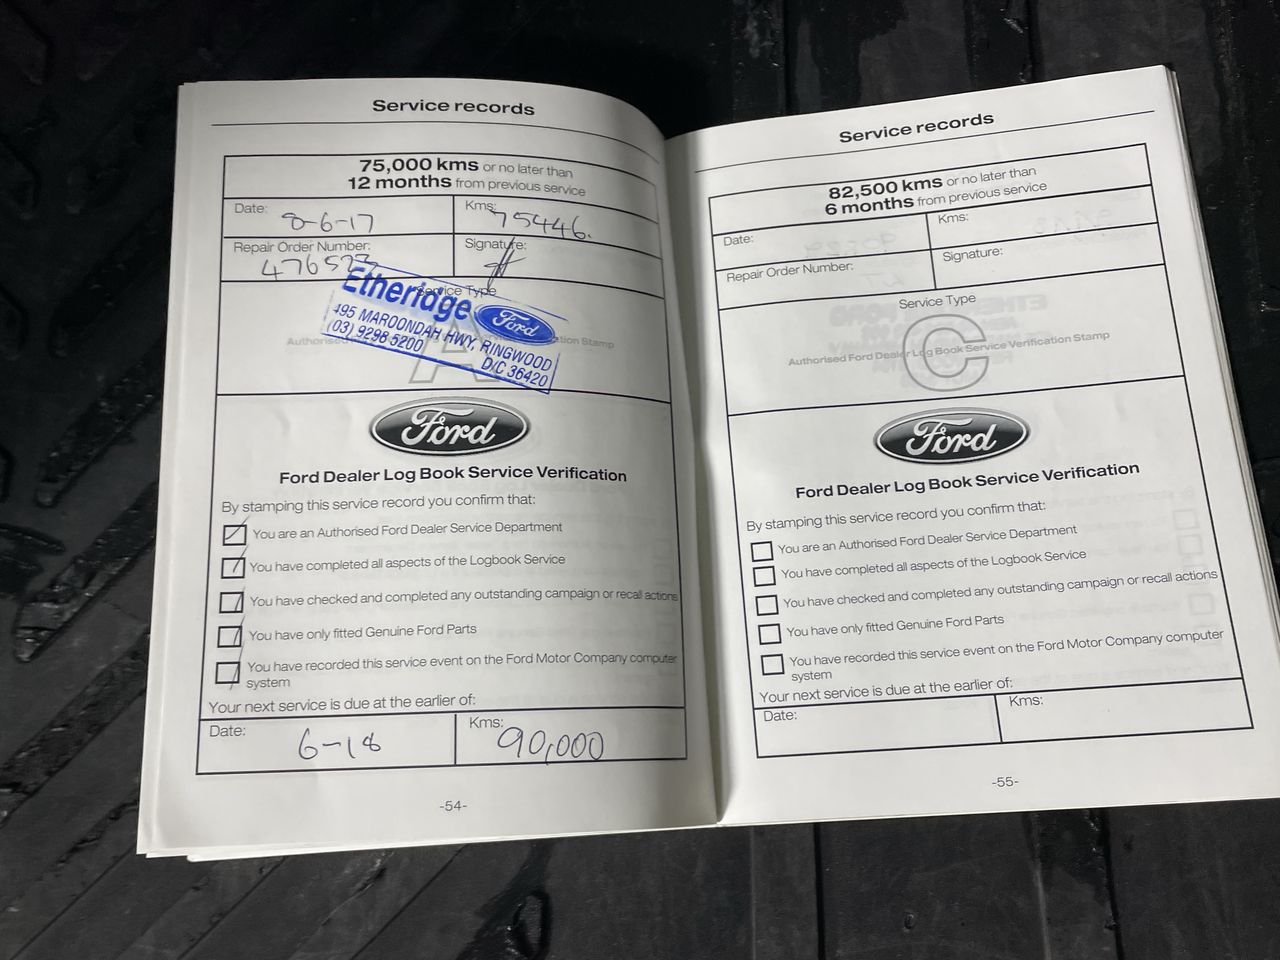 Service records
75,000 kms or no later than
12 months from previous service
Date: 8-6-17
Kms: 75446.
Repair Order Number: 476523
Signature:
Service Type
A
Authorised
tion Stamp
Etheridge Ford
495 MAROONDAH HWY, RINGWOOD
(03) 9298 5200 D/C 36420
Ford
Ford Dealer Log Book Service Verification
By stamping this service record you confirm that:
You are an Authorised Ford Dealer Service Department
You have completed all aspects of the Logbook Service
You have checked and completed any outstanding campaign or recall actions
You have only fitted Genuine Ford Parts
You have recorded this service event on the Ford Motor Company computer
system
Your next service is due at the earlier of:
Date: 6-18
Kms: 90,000
-54-
Service records
82,500 kms or no later than
6 months from previous service
Date:
Kms:
Repair Order Number:
Signature:
Service Type
C
Authorised Ford Dealer Log Book Service Verification Stamp
Ford
Ford Dealer Log Book Service Verification
By stamping this service record you confirm that:
You are an Authorised Ford Dealer Service Department
You have completed all aspects of the Logbook Service
You have checked and completed any outstanding campaign or recall actions
You have only fitted Genuine Ford Parts
You have recorded this service event on the Ford Motor Company computer
system
Your next service is due at the earlier of:
Date:
Kms:
-55-